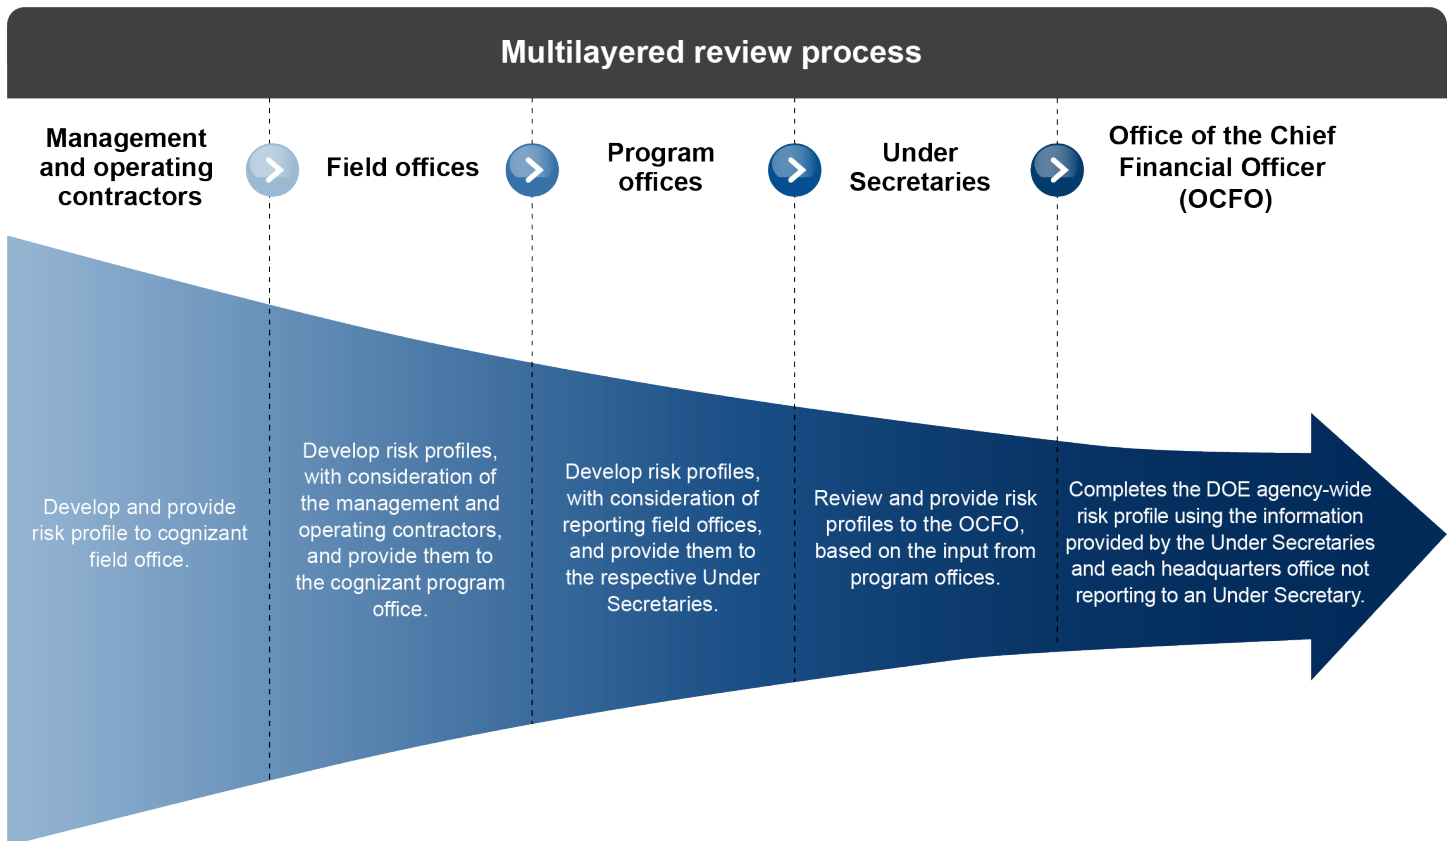 Multilayered review process
Management
and operating
contractors
Field offices
Program
offices
Under
Secretaries
Office of the Chief
Financial Officer
(OCFO)
Develop and provide
risk profile to cognizant
field office.
Develop risk profiles,
with consideration of
the management and
operating contractors,
and provide them to
the cognizant program
office.
Develop risk profiles,
with consideration of
reporting field offices,
and provide them to
the respective Under
Secretaries.
Review and provide risk
profiles to the OCFO,
based on the input from
program offices.
Completes the DOE agency-wide
risk profile using the information
provided by the Under Secretaries
and each headquarters office not
reporting to an Under Secretary.